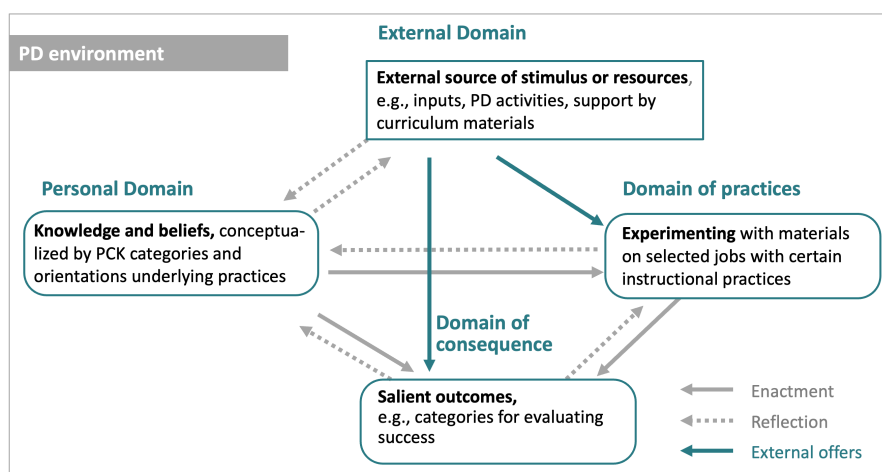 External Domain
PD environment
External source of stimulus or resources,
e.g., inputs, PD activities, support by
curriculum materials
Personal Domain
Domain of practices
Knowledge and beliefs, conceptua-
lized by PCK categories and
orientations underlying practices
Experimenting with materials
on selected jobs with certain
instructional practices
Domain of
consequence
Salient outcomes,
e.g., categories for evaluating
success
Enactment
Reflection
External offers